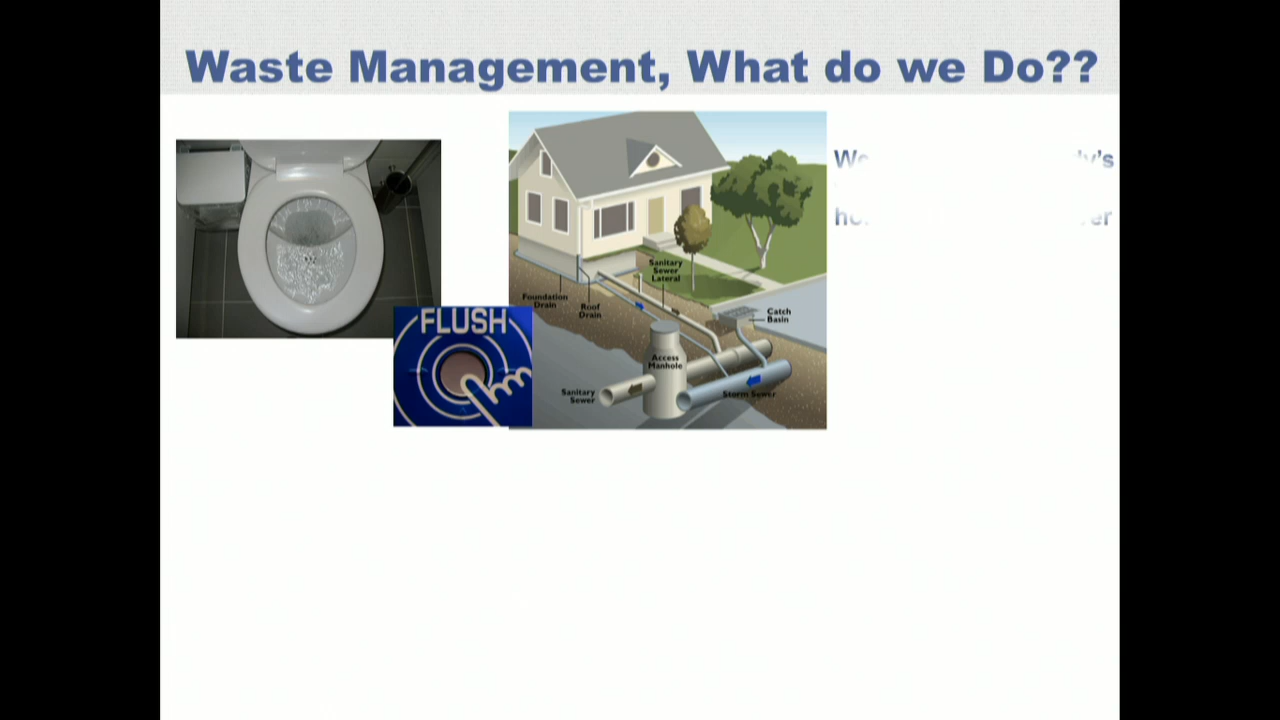 Waste Management, What do we Do??
FLUSH
Sanitary
Sewer
Lateral
Foundation
Drain
Roof
Drain
Catch
Basin
Access
Manhole
Sanitary
Sewer
Storm Sewer